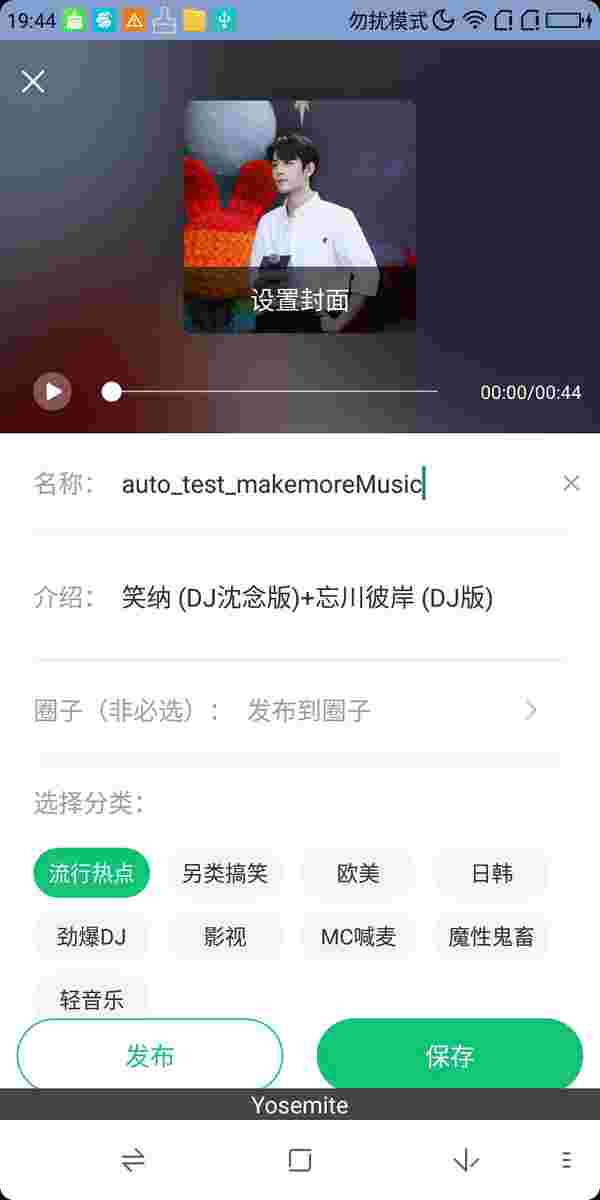 19:44 勿扰模式
设置封面
00:00/00:44
名称： auto_test_makemoreMusic
介绍： 笑纳 (DJ沈念版)+忘川彼岸 (DJ版)
圈子（非必选）： 发布到圈子
选择分类：
流行热点 另类搞笑 欧美 日韩
劲爆DJ 影视 MC喊麦 魔性鬼畜
轻音乐
发布 保存
Yosemite